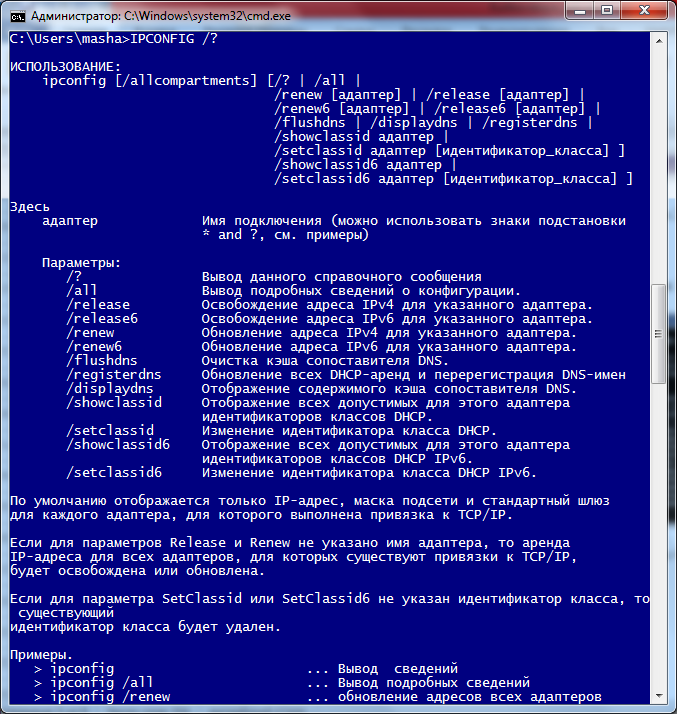 Администратор: C:\Windows\system32\cmd.exe
C:\Users\masha>IPCONFIG /?
ИСПОЛЬЗОВАНИЕ:
ipconfig [/allcompartments] [/? | /all |
/renew [адаптер] | /release [адаптер] |
/renew6 [адаптер] | /release6 [адаптер] |
/flushdns | /displaydns | /registerdns |
/showclassid адаптер |
/setclassid адаптер [идентификатор_класса] ]
/showclassid6 адаптер |
/setclassid6 адаптер [идентификатор_класса] ]
Здесь
адаптер Имя подключения (можно использовать знаки подстановки
* and ?, см. примеры)
Параметры:
/? Вывод данного справочного сообщения
/all Вывод подробных сведений о конфигурации.
/release Освобождение адреса IPv4 для указанного адаптера.
/release6 Освобождение адреса IPv6 для указанного адаптера.
/renew Обновление адреса IPv4 для указанного адаптера.
/renew6 Обновление адреса IPv6 для указанного адаптера.
/flushdns Очистка кэша сопоставителя DNS.
/registerdns Обновление всех DHCP-аренд и перерегистрация DNS-имен
/displaydns Отображение содержимого кэша сопоставителя DNS.
/showclassid Отображение всех допустимых для этого адаптера
идентификаторов классов DHCP.
/setclassid Изменение идентификатора класса DHCP.
/showclassid6 Отображение всех допустимых для этого адаптера
идентификаторов классов DHCP IPv6.
/setclassid6 Изменение идентификатора класса DHCP IPv6.
По умолчанию отображается только IP-адрес, маска подсети и стандартный шлюз
для каждого адаптера, для которого выполнена привязка к TCP/IP.
Если для параметров Release и Renew не указано имя адаптера, то аренда
IP-адреса для всех адаптеров, для которых существуют привязки к TCP/IP,
будет освобождена или обновлена.
Если для параметра SetClassid или SetClassid6 не указан идентификатор класса, то
существующий
идентификатор класса будет удален.
Примеры.
> ipconfig ... Вывод сведений
> ipconfig /all ... Вывод подробных сведений
> ipconfig /renew ... обновление адресов всех адаптеров